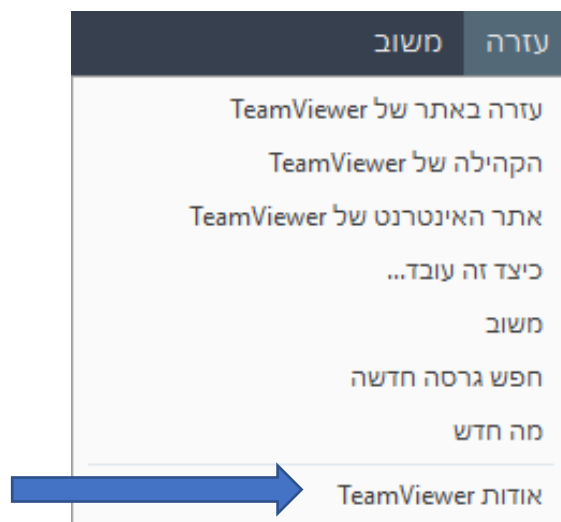 עזרה משוב
עזרה באתר של TeamViewer
הקהילה של TeamViewer
אתר האינטרנט של TeamViewer
כיצד זה עובד...
משוב
חפש גרסה חדשה
מה חדש
אודות TeamViewer